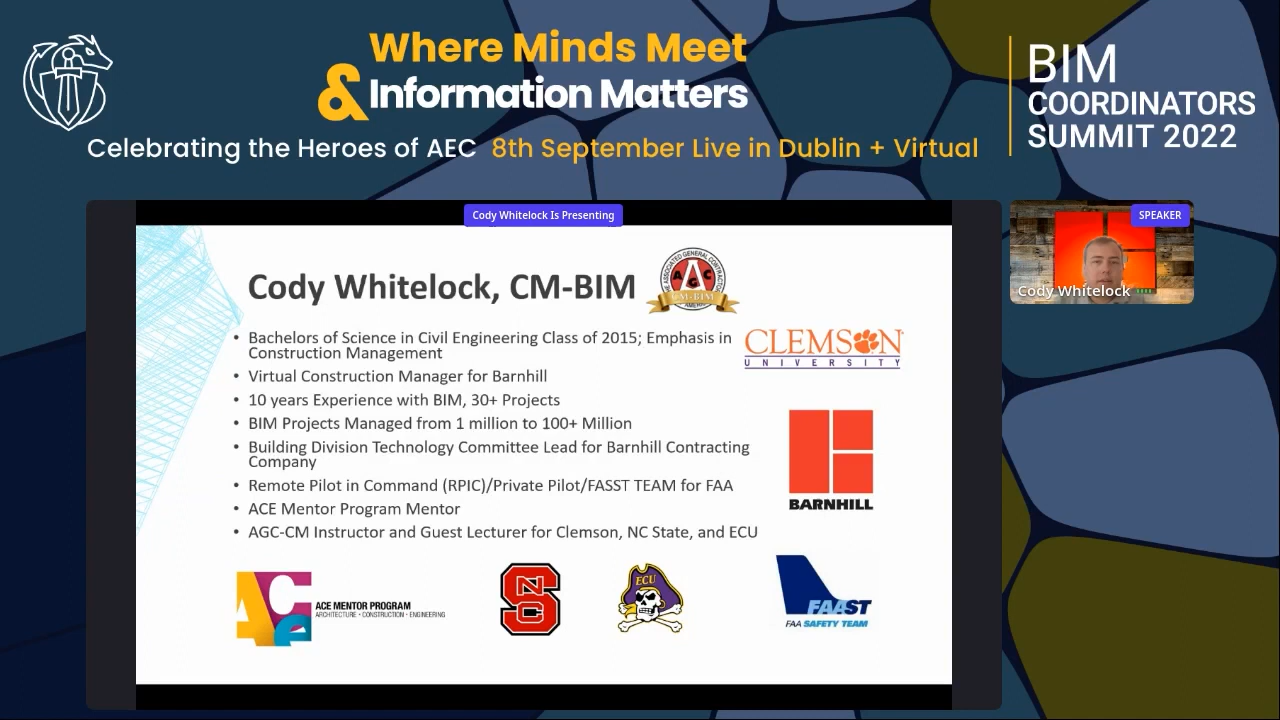 Where Minds Meet
& Information Matters
Celebrating the Heroes of AEC 8th September Live in Dublin + Virtual
BIM
COORDINATORS
SUMMIT 2022
Cody Whitelock Is Presenting
SPEAKER
Cody Whitelock
Cody Whitelock, CM-BIM
AGC
CM-BIM
• Bachelors of Science in Civil Engineering Class of 2015; Emphasis in
Construction Management
CLEMSON
UNIVERSITY
• Virtual Construction Manager for Barnhill
• 10 years Experience with BIM, 30+ Projects
• BIM Projects Managed from 1 million to 100+ Million
• Building Division Technology Committee Lead for Barnhill Contracting
Company
• Remote Pilot in Command (RPIC)/Private Pilot/FASST TEAM for FAA
BARNHILL
• ACE Mentor Program Mentor
• AGC-CM Instructor and Guest Lecturer for Clemson, NC State, and ECU
ACe
ACE MENTOR PROGRAM
ARCHITECTURE • CONSTRUCTION • ENGINEERING
NCS
ECU
FAAST
FAA SAFETY TEAM